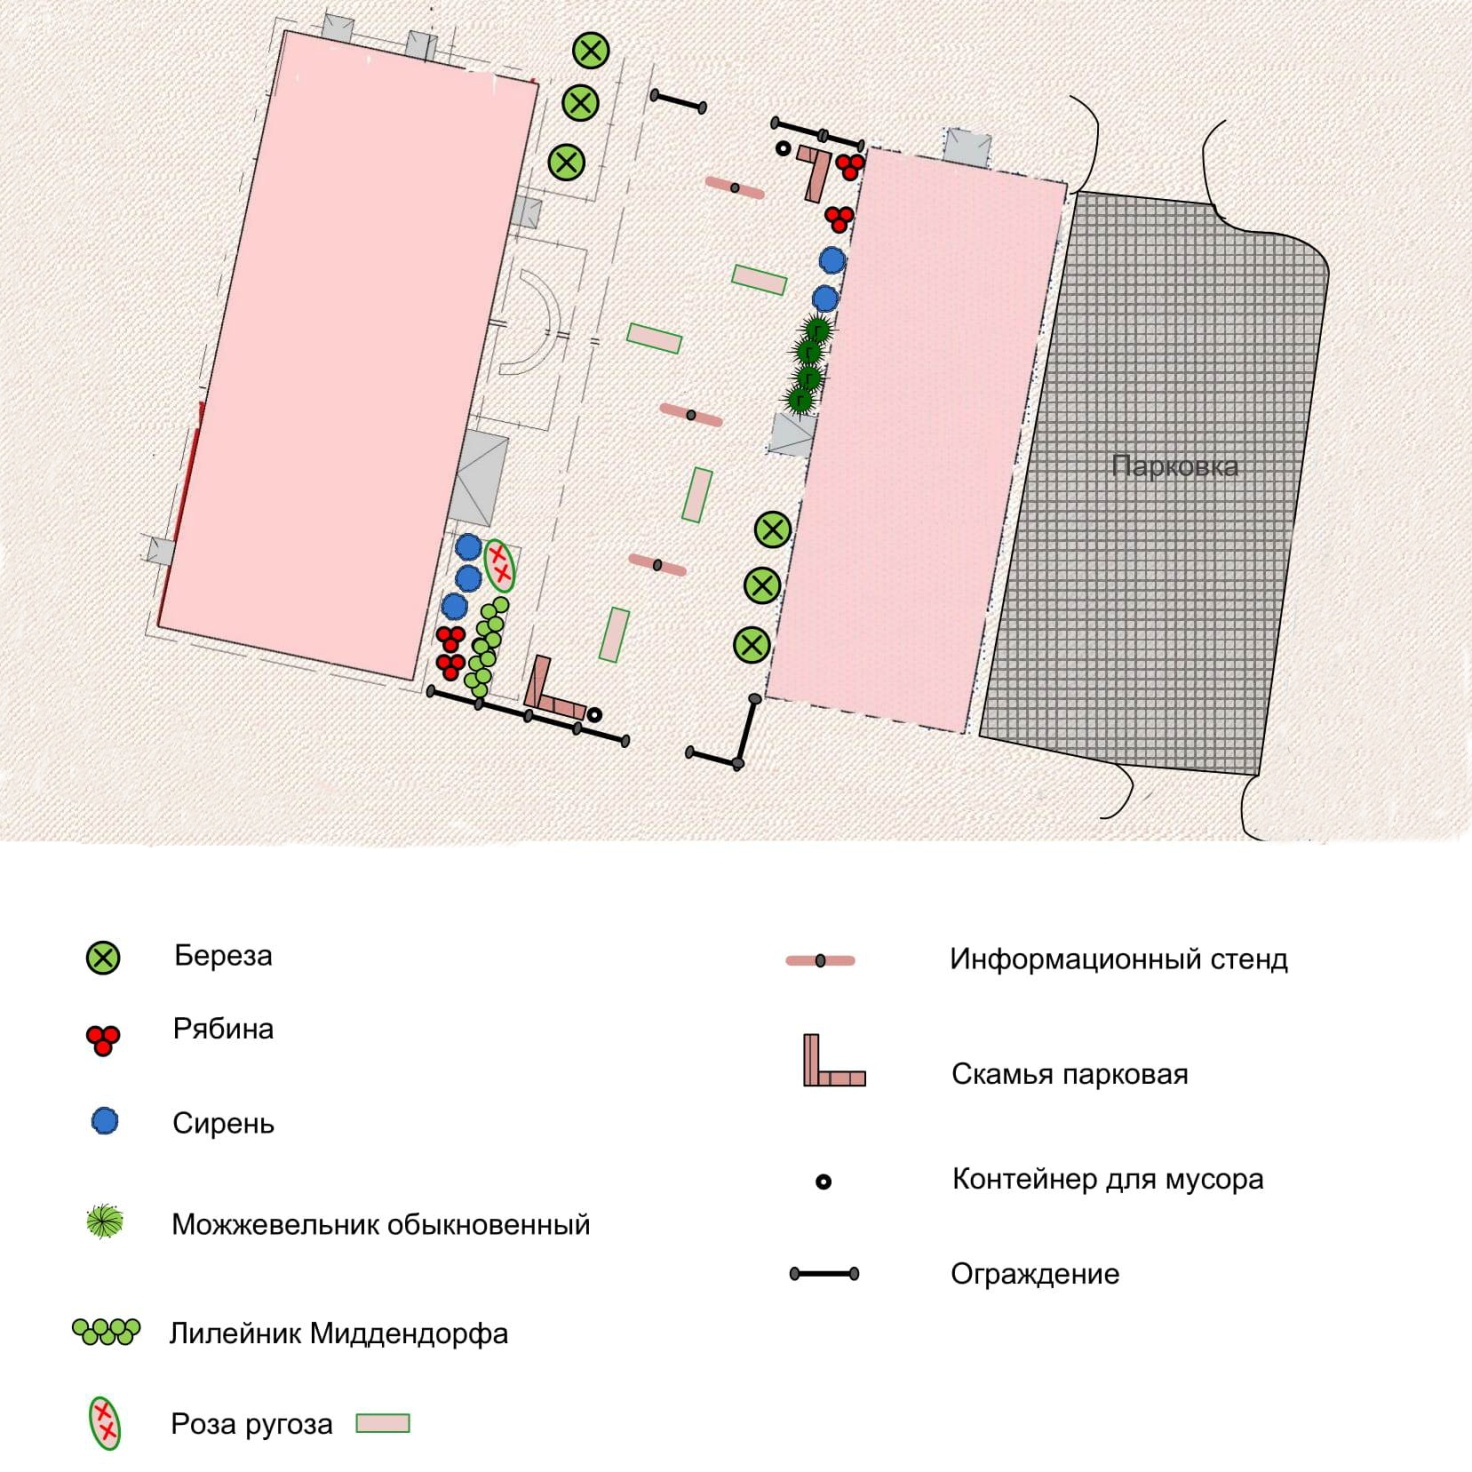 Парковка
Береза
Рябина
Сирень
Можжевельник обыкновенный
Лилейник Миддендорфа
Роза ругоза
Информационный стенд
Скамья парковая
Контейнер для мусора
Ограждение